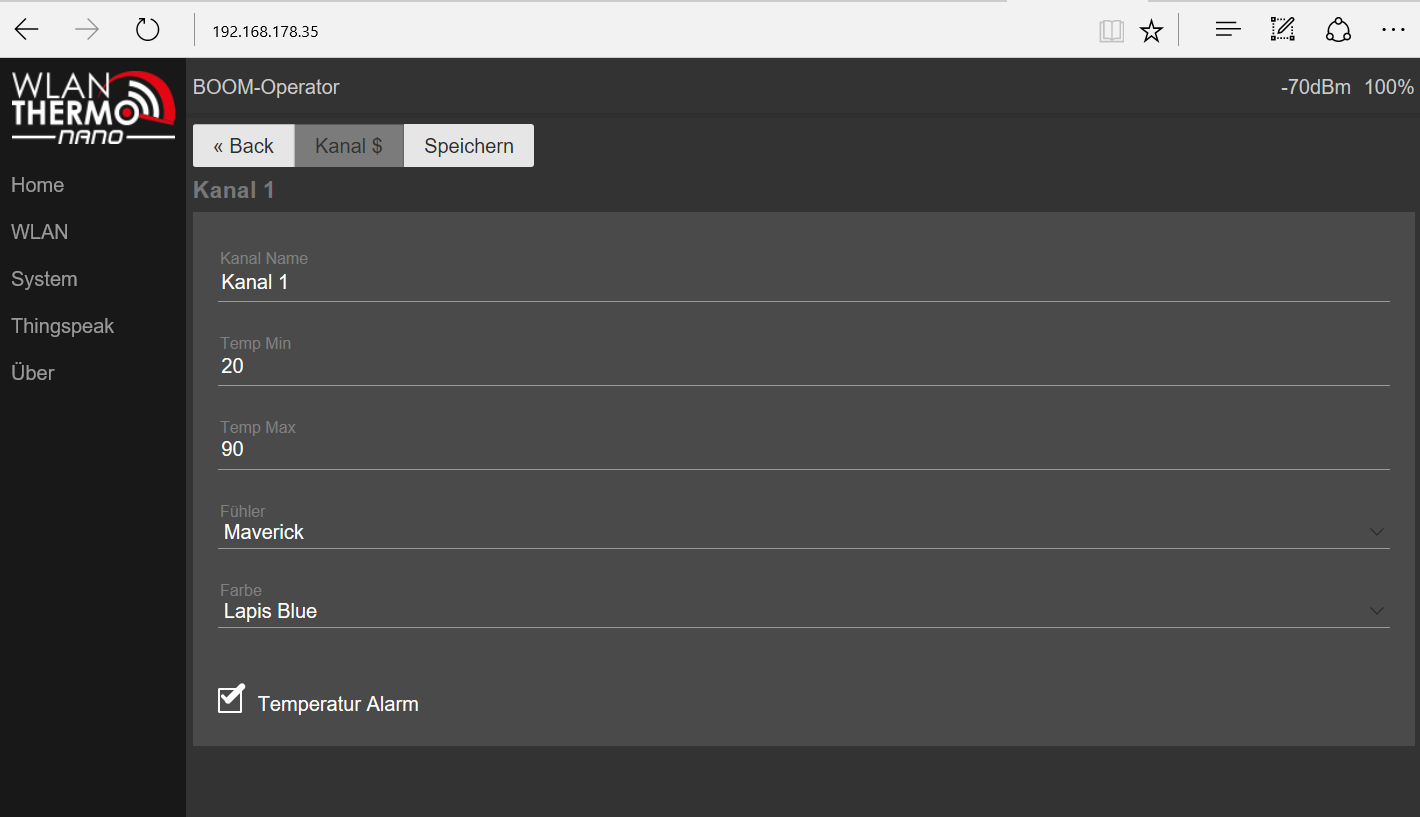 192.168.178.35
WLAN
THERMO
NANO
BOOM-Operator
-70dBm 100%
« Back Kanal $ Speichern
Home
WLAN
System
Thingspeak
Über
Kanal 1
Kanal Name
Kanal 1
Temp Min
20
Temp Max
90
Fühler
Maverick
Farbe
Lapis Blue
Temperatur Alarm